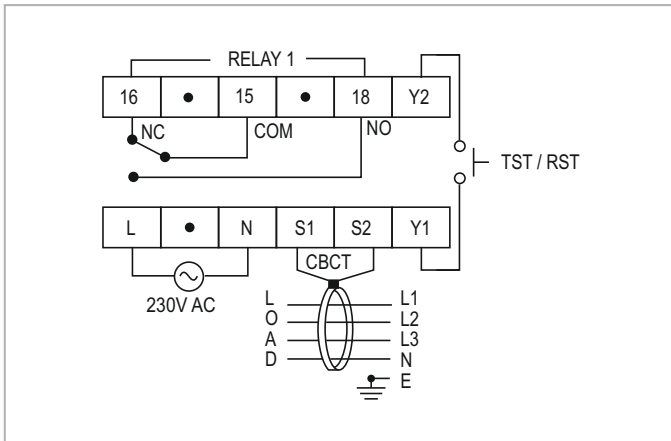 RELAY 1
16 15 18 Y2
NC COM NO
TST / RST
L N S1 S2 Y1
CBCT
230V AC
L L1
O L2
A L3
D N
E